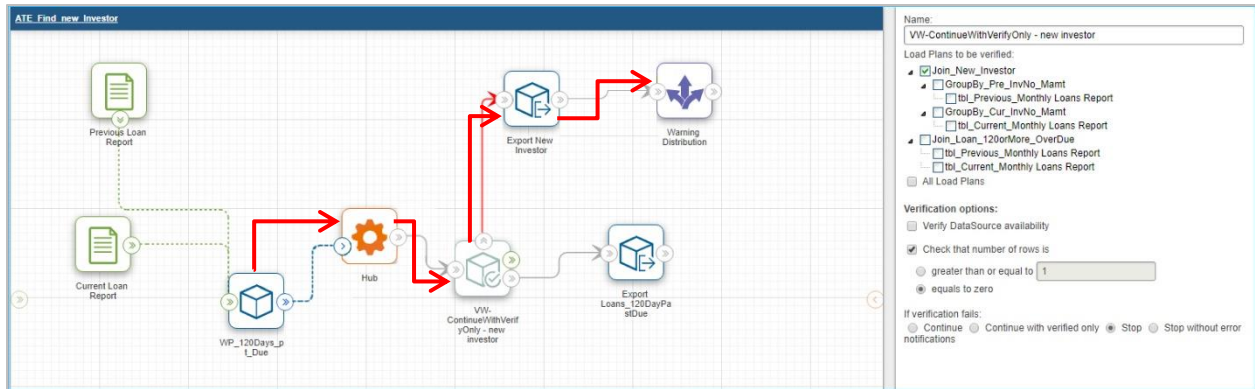 ATE_Find_new_Investor
Previous Loan
Report
Current Loan
Report
WP_120Days_p
t_Due
Hub
VW-
ContinueWithVerif
yOnly - new
investor
Export New
Investor
Warning
Distribution
Export
Loans_120DayPa
stDue
Name:
VW-ContinueWithVerifyOnly - new investor
Load Plans to be verified:
Join_New_Investor
GroupBy_Pre_InvNo_Mamt
tbl_Previous_Monthly Loans Report
GroupBy_Cur_InvNo_Mamt
tbl_Current_Monthly Loans Report
Join_Loan_120orMore_OverDue
tbl_Previous_Monthly Loans Report
tbl_Current_Monthly Loans Report
All Load Plans
Verification options:
Verify DataSource availability
Check that number of rows is
greater than or equal to 1
equals to zero
If verification fails:
Continue Continue with verified only Stop Stop without error
notifications